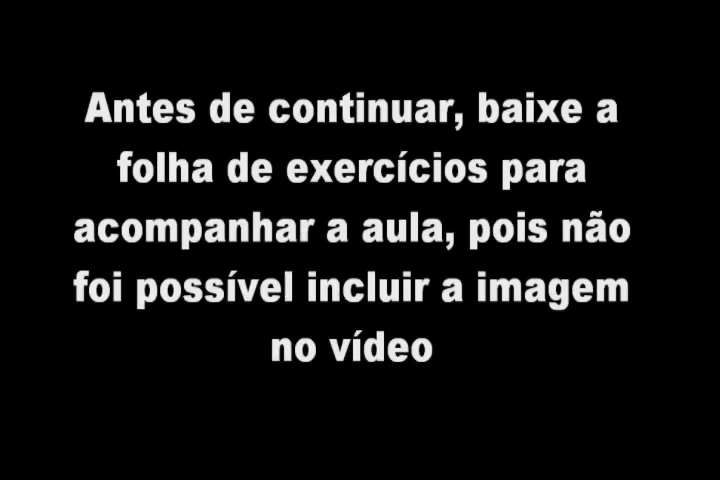 Antes de continuar, baixe a
folha de exercícios para
acompanhar a aula, pois não
foi possível incluir a imagem
no vídeo